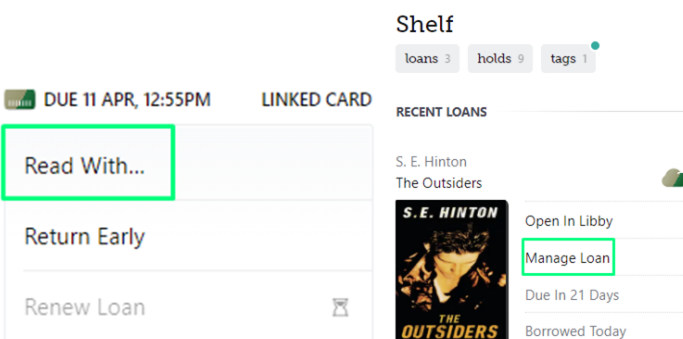 DUE 11 APR, 12:55PM LINKED CARD
Read With...
Return Early
Renew Loan
Shelf
loans 3 holds 9 tags 1
RECENT LOANS
S. E. Hinton
The Outsiders
S.E. HINTON
THE
OUTSIDERS
Open In Libby
Manage Loan
Due In 21 Days
Borrowed Today